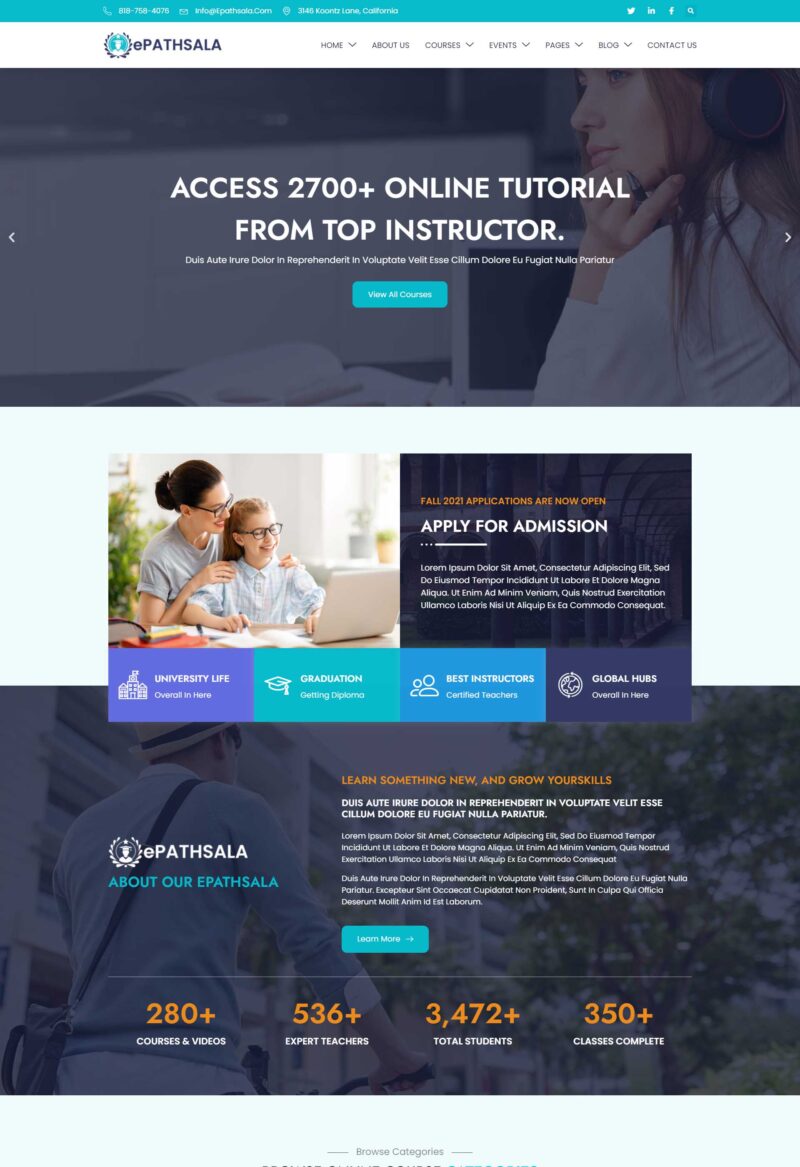 818-758-4076 Info@Epathsala.Com 3146 Koontz Lane, California
ePATHSALA
HOME ABOUT US COURSES EVENTS PAGES BLOG CONTACT US
ACCESS 2700+ ONLINE TUTORIAL
FROM TOP INSTRUCTOR.
Duis Aute Irure Dolor In Reprehenderit In Voluptate Velit Esse Cillum Dolore Eu Fugiat Nulla Pariatur
View All Courses
FALL 2021 APPLICATIONS ARE NOW OPEN
APPLY FOR ADMISSION
Lorem Ipsum Dolor Sit Amet, Consectetur Adipiscing Elit, Sed
Do Eiusmod Tempor Incididunt Ut Labore Et Dolore Magna
Aliqua. Ut Enim Ad Minim Veniam, Quis Nostrud Exercitation
Ullamco Laboris Nisi Ut Aliquip Ex Ea Commodo Consequat.
UNIVERSITY LIFE
Overall In Here
GRADUATION
Getting Diploma
BEST INSTRUCTORS
Certified Teachers
GLOBAL HUBS
Overall In Here
ePATHSALA
ABOUT OUR EPATHSALA
LEARN SOMETHING NEW, AND GROW YOURSKILLS
DUIS AUTE IRURE DOLOR IN REPREHENDERIT IN VOLUPTATE VELIT ESSE
CILLUM DOLORE EU FUGIAT NULLA PARIATUR.
Lorem Ipsum Dolor Sit Amet, Consectetur Adipiscing Elit, Sed Do Eiusmod Tempor
Incididunt Ut Labore Et Dolore Magna Aliqua. Ut Enim Ad Minim Veniam, Quis Nostrud
Exercitation Ullamco Laboris Nisi Ut Aliquip Ex Ea Commodo Consequat
Duis Aute Irure Dolor In Reprehenderit In Voluptate Velit Esse Cillum Dolore Eu Fugiat Nulla
Pariatur. Excepteur Sint Occaecat Cupidatat Non Proident, Sunt In Culpa Qui Officia
Deserunt Mollit Anim Id Est Laborum.
Learn More
280+
COURSES & VIDEOS
536+
EXPERT TEACHERS
3,472+
TOTAL STUDENTS
350+
CLASSES COMPLETE
Browse Categories